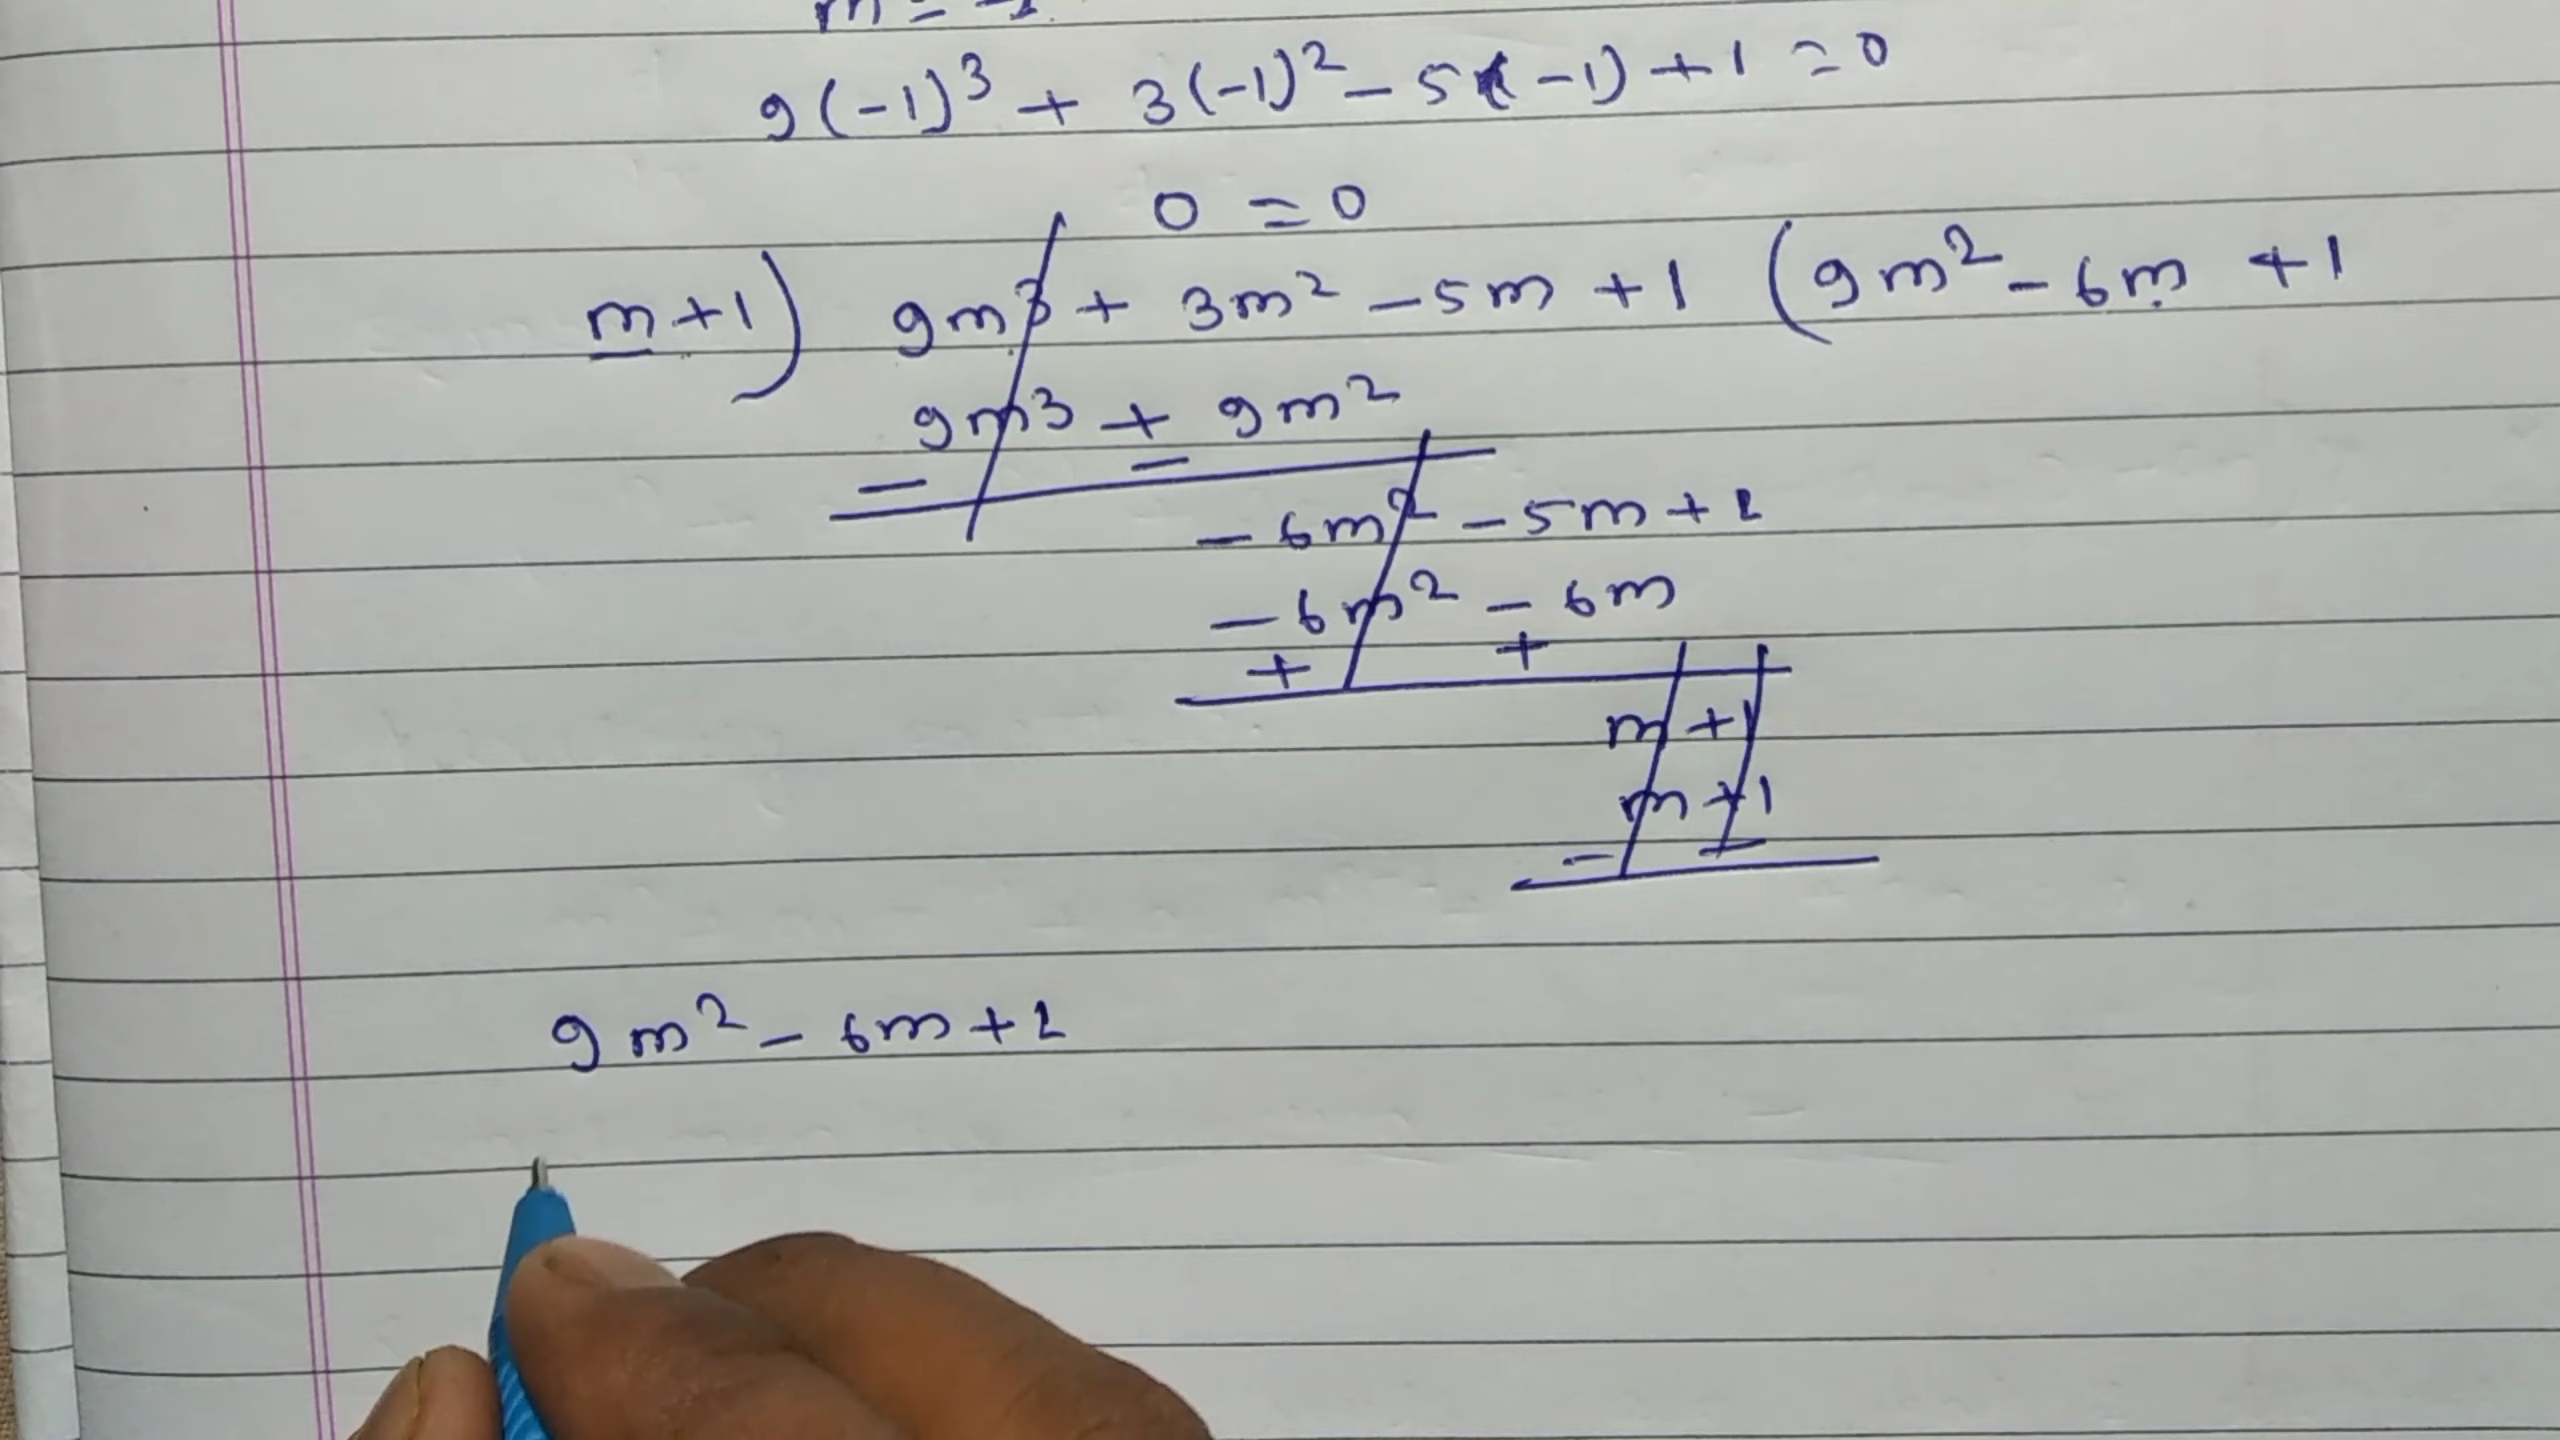 m = -1
9(-1)³ + 3(-1)² - 5(-1) + 1 = 0
0 = 0
m+1) 9m³ + 3m² - 5m + 1 (9m² - 6m + 1
9m³ + 9m²
- -
- 6m² - 5m + 1
- 6m² - 6m
+ +
m + 1
m + 1
- -
9m² - 6m + 1